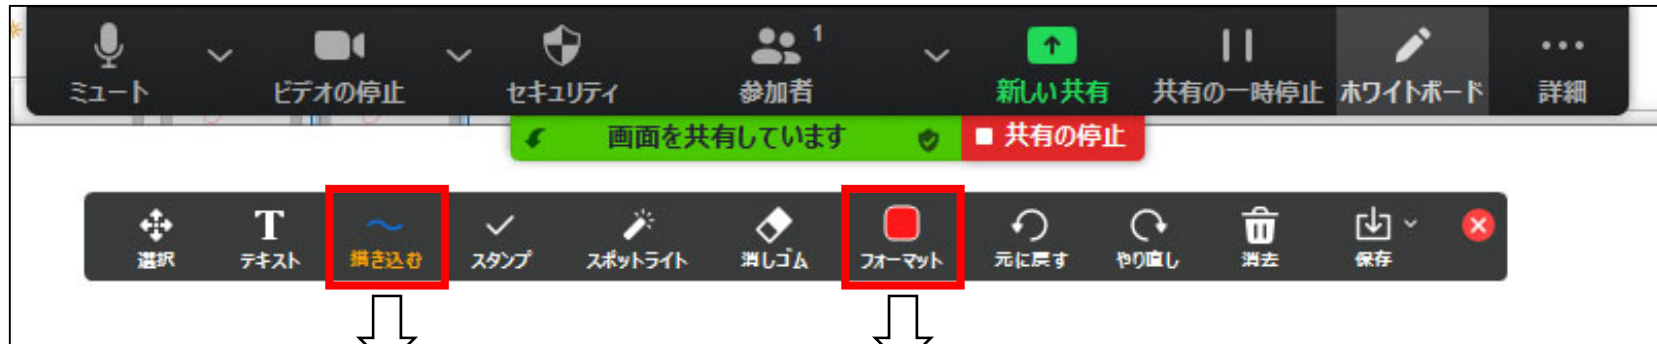 1
ミュート ビデオの停止 セキュリティ 参加者 新しい共有 共有の一時停止 ホワイトボード 詳細
画面を共有しています 共有の停止
選択 テキスト 描き込む スタンプ スポットライト 消しゴム フォーマット 元に戻す やり直し 消去 保存